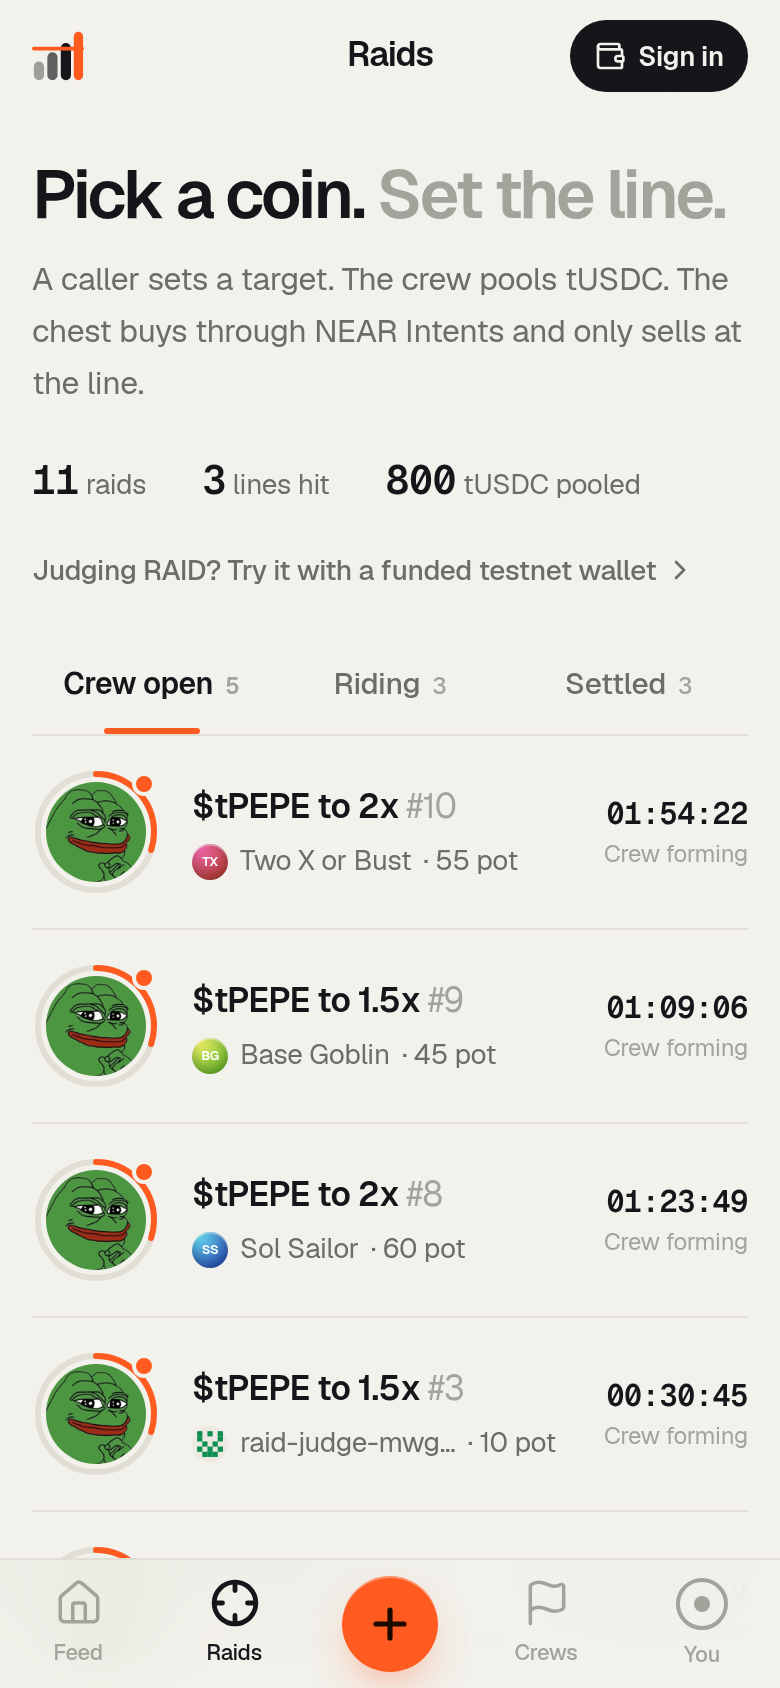 Raids
Sign in
Pick a coin. Set the line.
A caller sets a target. The crew pools tUSDC. The
chest buys through NEAR Intents and only sells at
the line.
11 raids 3 lines hit 800 tUSDC pooled
Judging RAID? Try it with a funded testnet wallet
Crew open 5 Riding 3 Settled 3
$tPEPE to 2x #10
01:54:22
TX Two X or Bust · 55 pot
Crew forming
$tPEPE to 1.5x #9
01:09:06
BG Base Goblin · 45 pot
Crew forming
$tPEPE to 2x #8
01:23:49
SS Sol Sailor · 60 pot
Crew forming
$tPEPE to 1.5x #3
00:30:45
raid-judge-mwg... · 10 pot
Crew forming
Feed Raids Crews You